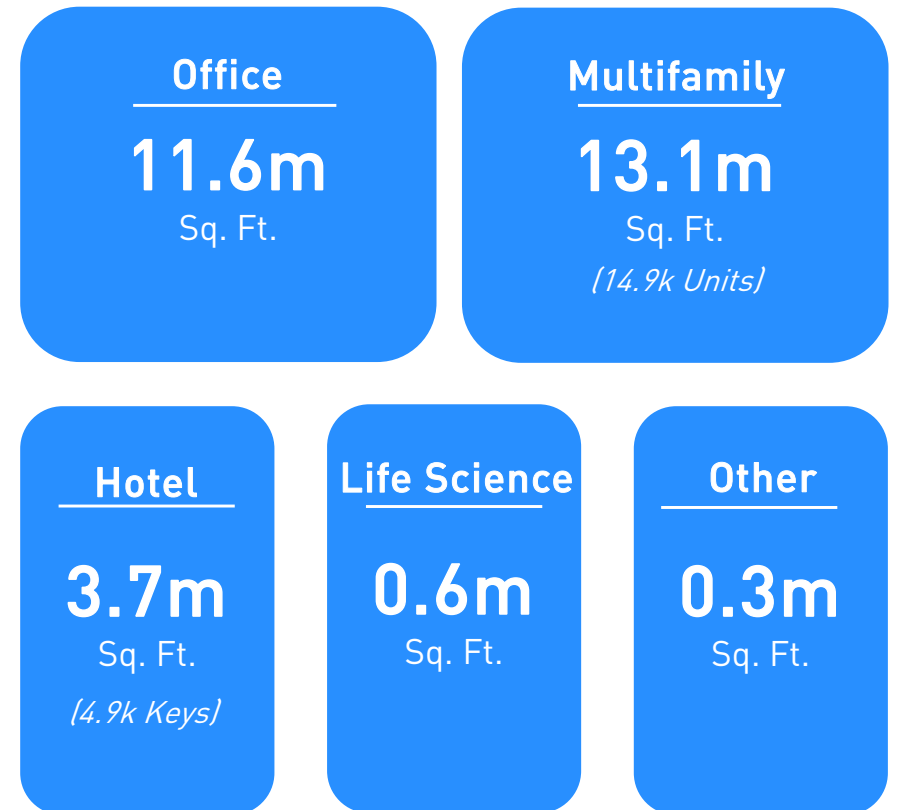 Office
11.6m
Sq. Ft.
Multifamily
13.1m
Sq. Ft.
(14.9k Units)
Hotel
3.7m
Sq. Ft.
(4.9k Keys)
Life Science
0.6m
Sq. Ft.
Other
0.3m
Sq. Ft.